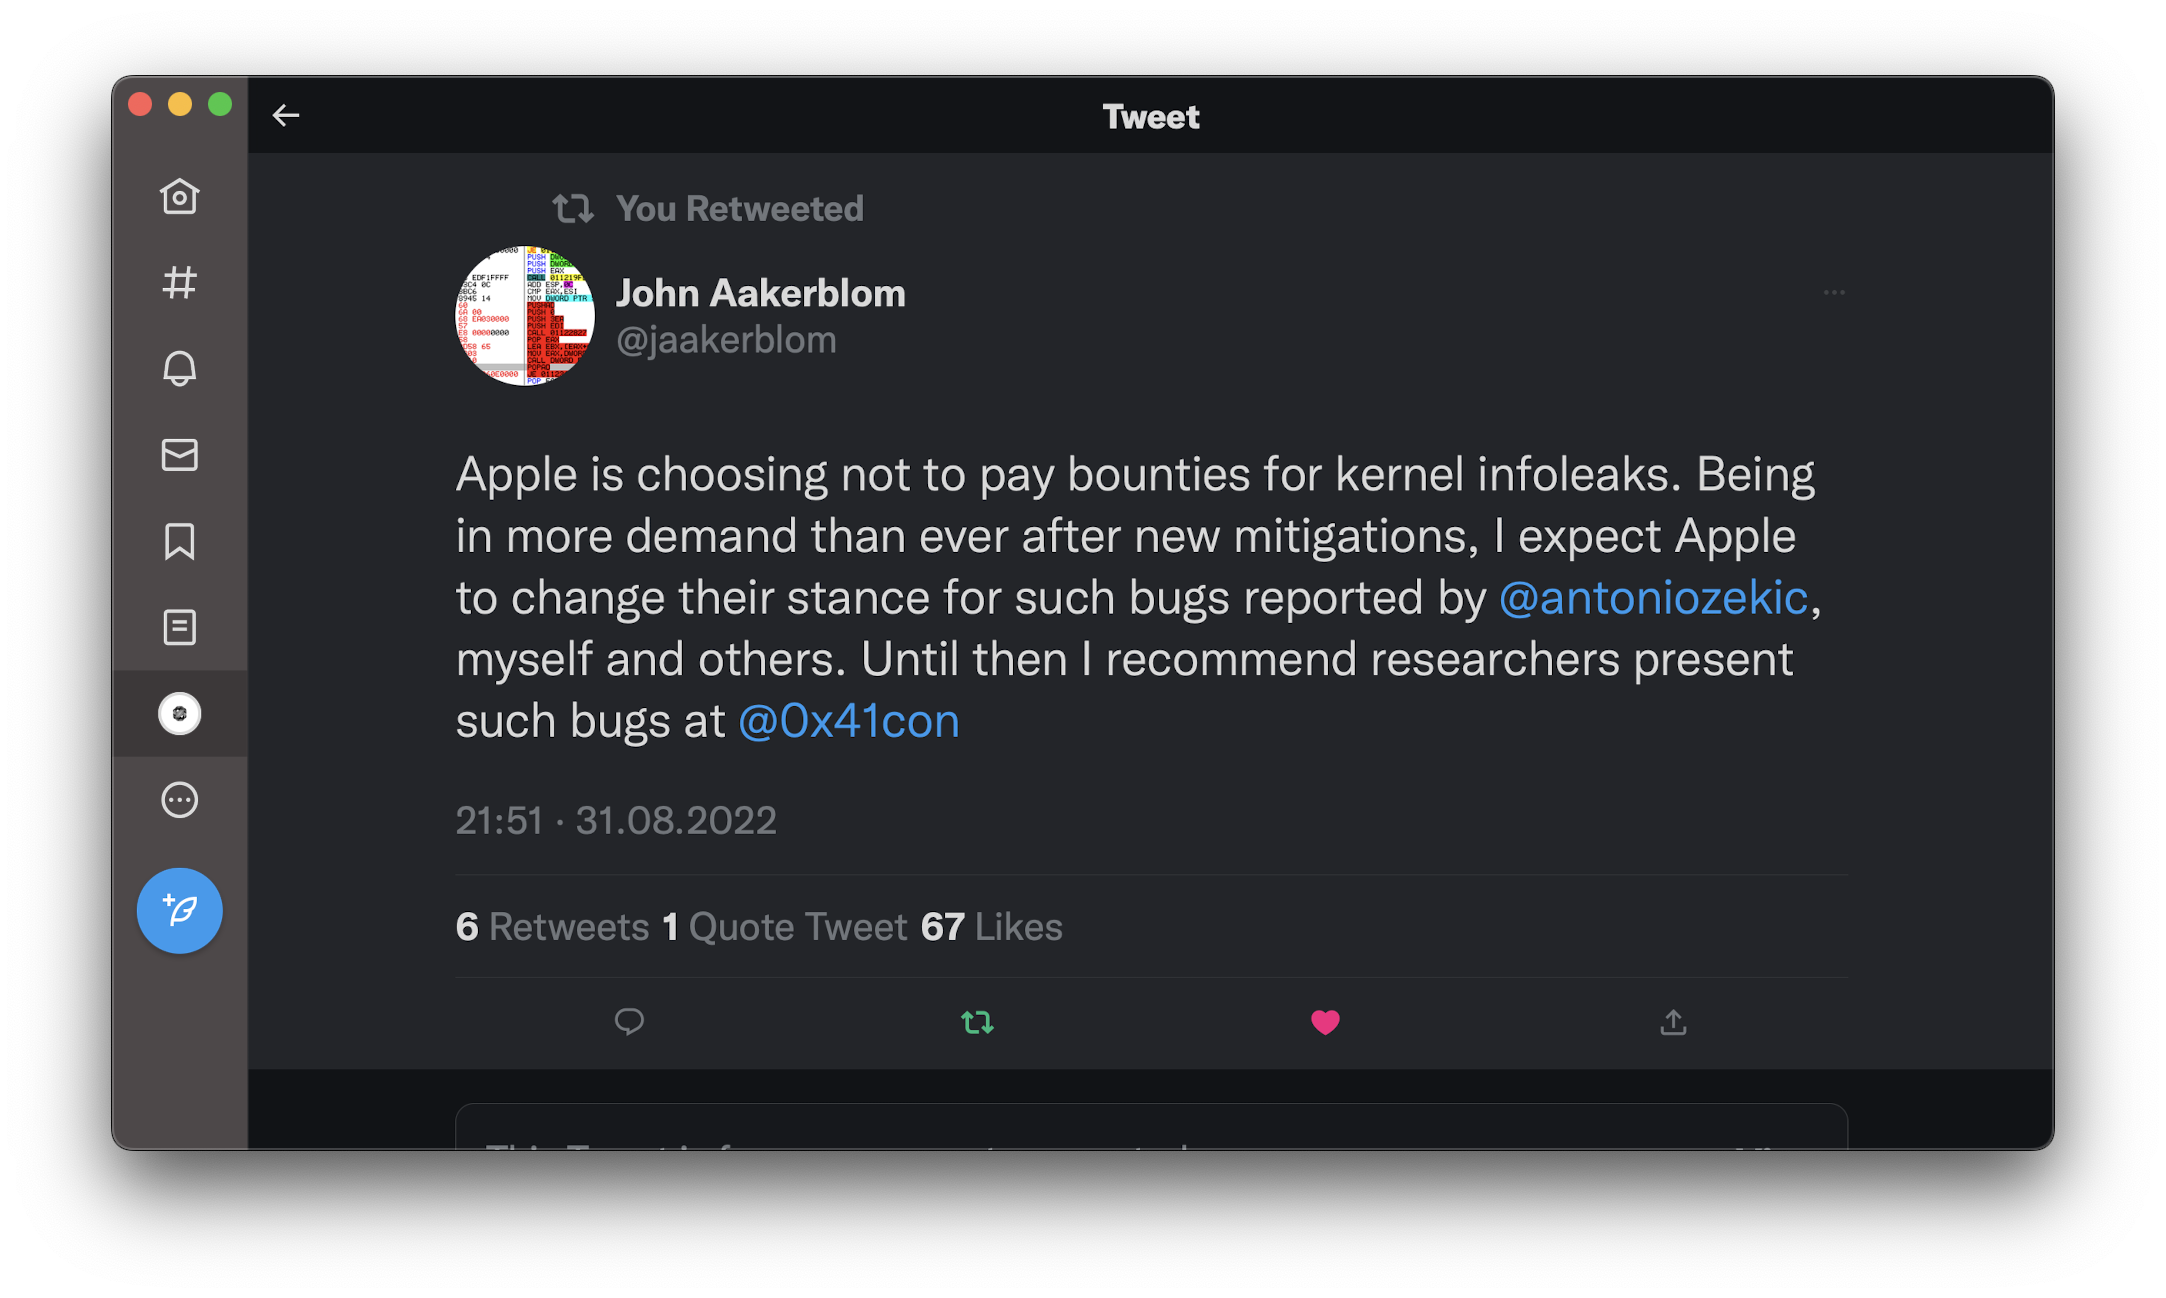 Tweet
You Retweeted
John Aakerblom
@jaakerblom
Apple is choosing not to pay bounties for kernel infoleaks. Being
in more demand than ever after new mitigations, I expect Apple
to change their stance for such bugs reported by @antoniozekic,
myself and others. Until then I recommend researchers present
such bugs at @0x41con
21:51 · 31.08.2022
6 Retweets 1 Quote Tweet 67 Likes